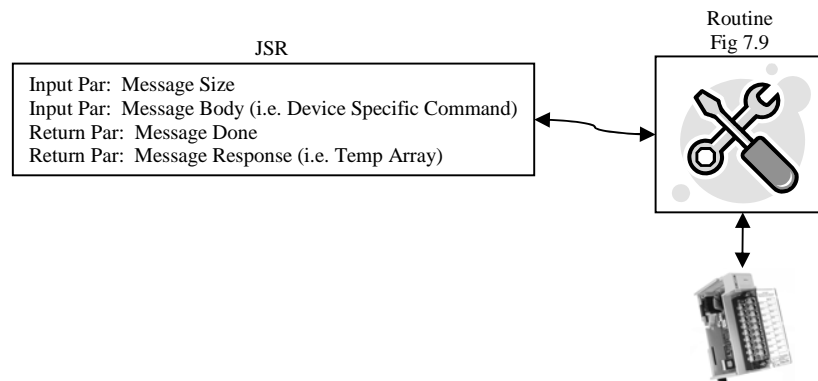 Routine
Fig 7.9
JSR
Input Par: Message Size
Input Par: Message Body (i.e. Device Specific Command)
Return Par: Message Done
Return Par: Message Response (i.e. Temp Array)